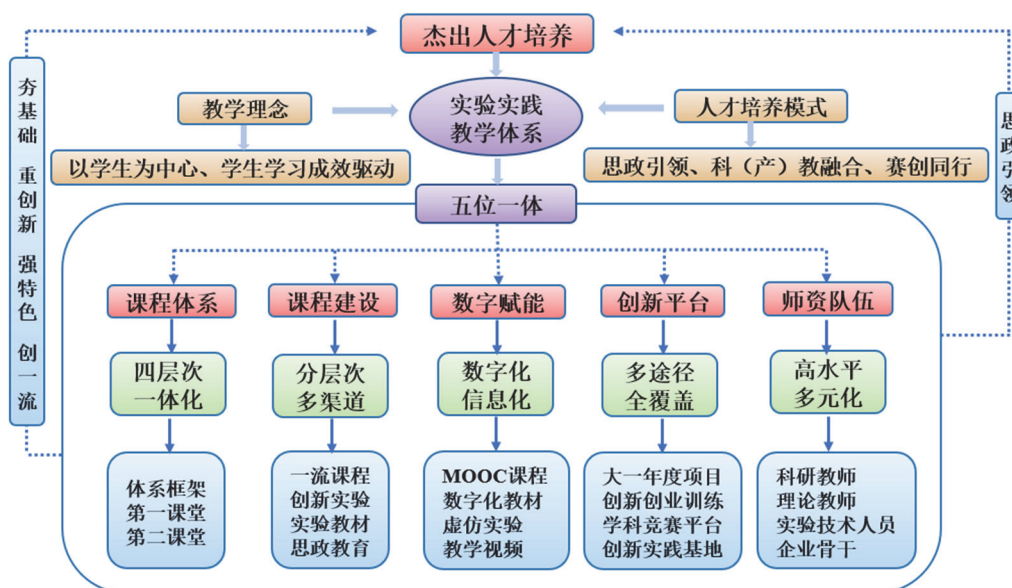 杰出人才培养
夯基础 重创新 强特色 创一流
思政引领
教学理念
实验实践
教学体系
人才培养模式
以学生为中心、学生学习成效驱动
思政引领、科（产）教融合、赛创同行
五位一体
课程体系
课程建设
数字赋能
创新平台
师资队伍
四层次
一体化
分层次
多渠道
数字化
信息化
多途径
全覆盖
高水平
多元化
体系框架
第一课堂
第二课堂
一流课程
创新实验
实验教材
思政教育
MOOC课程
数字化教材
虚仿实验
教学视频
大一年度项目
创新创业训练
学科竞赛平台
创新实践基地
科研教师
理论教师
实验技术人员
企业骨干